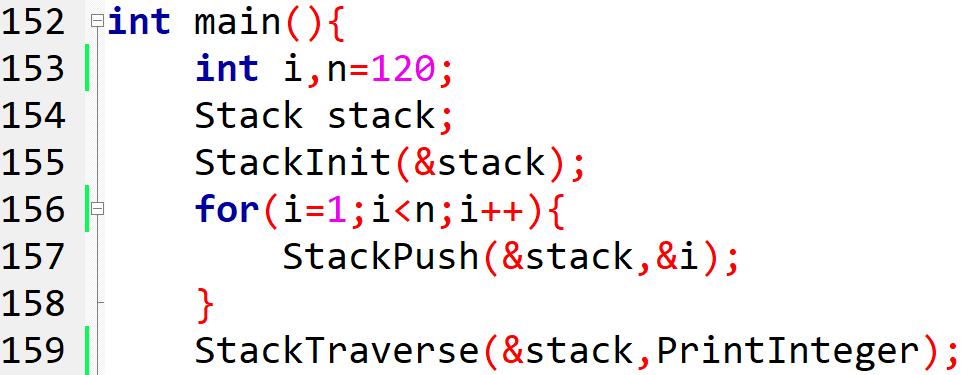 152 int main(){
153     int i,n=120;
154     Stack stack;
155     StackInit(&stack);
156     for(i=1;i<n;i++){
157         StackPush(&stack,&i);
158     }
159     StackTraverse(&stack,PrintInteger);